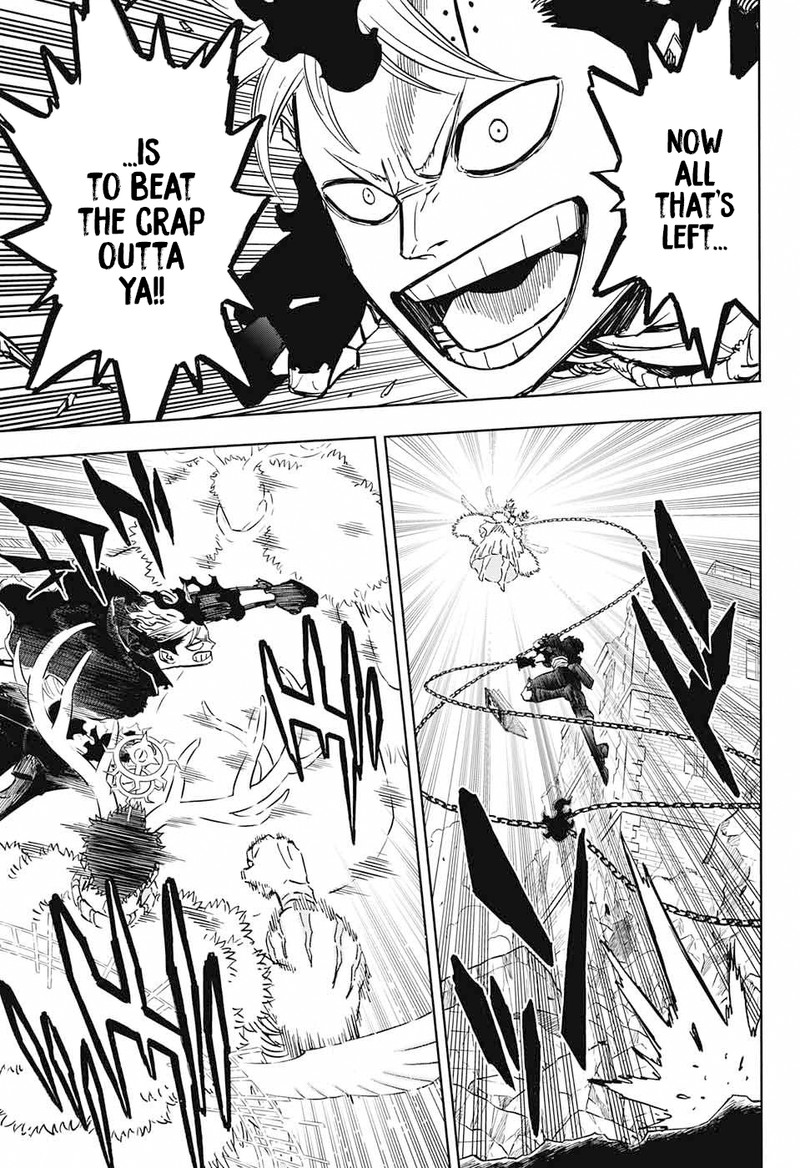 NOW
ALL
THAT'S
LEFT...
...IS
TO BEAT
THE CRAP
OUTTA
YA!!